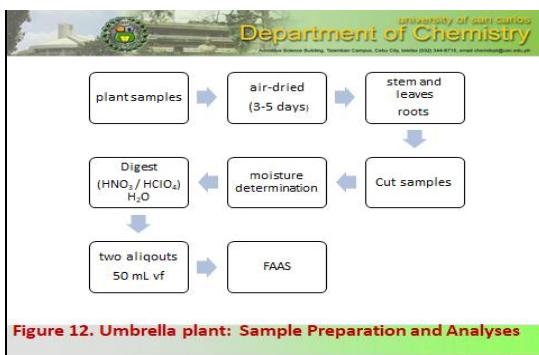 university of san carlos
Department of Chemistry
plant samples
air-dried
(3-5 days)
stem and
leaves
roots
Cut samples
moisture
determination
Digest
(HNO₃ / HClO₄)
H₂O
two aliqouts
50 mL vf
FAAS
Figure 12. Umbrella plant: Sample Preparation and Analyses